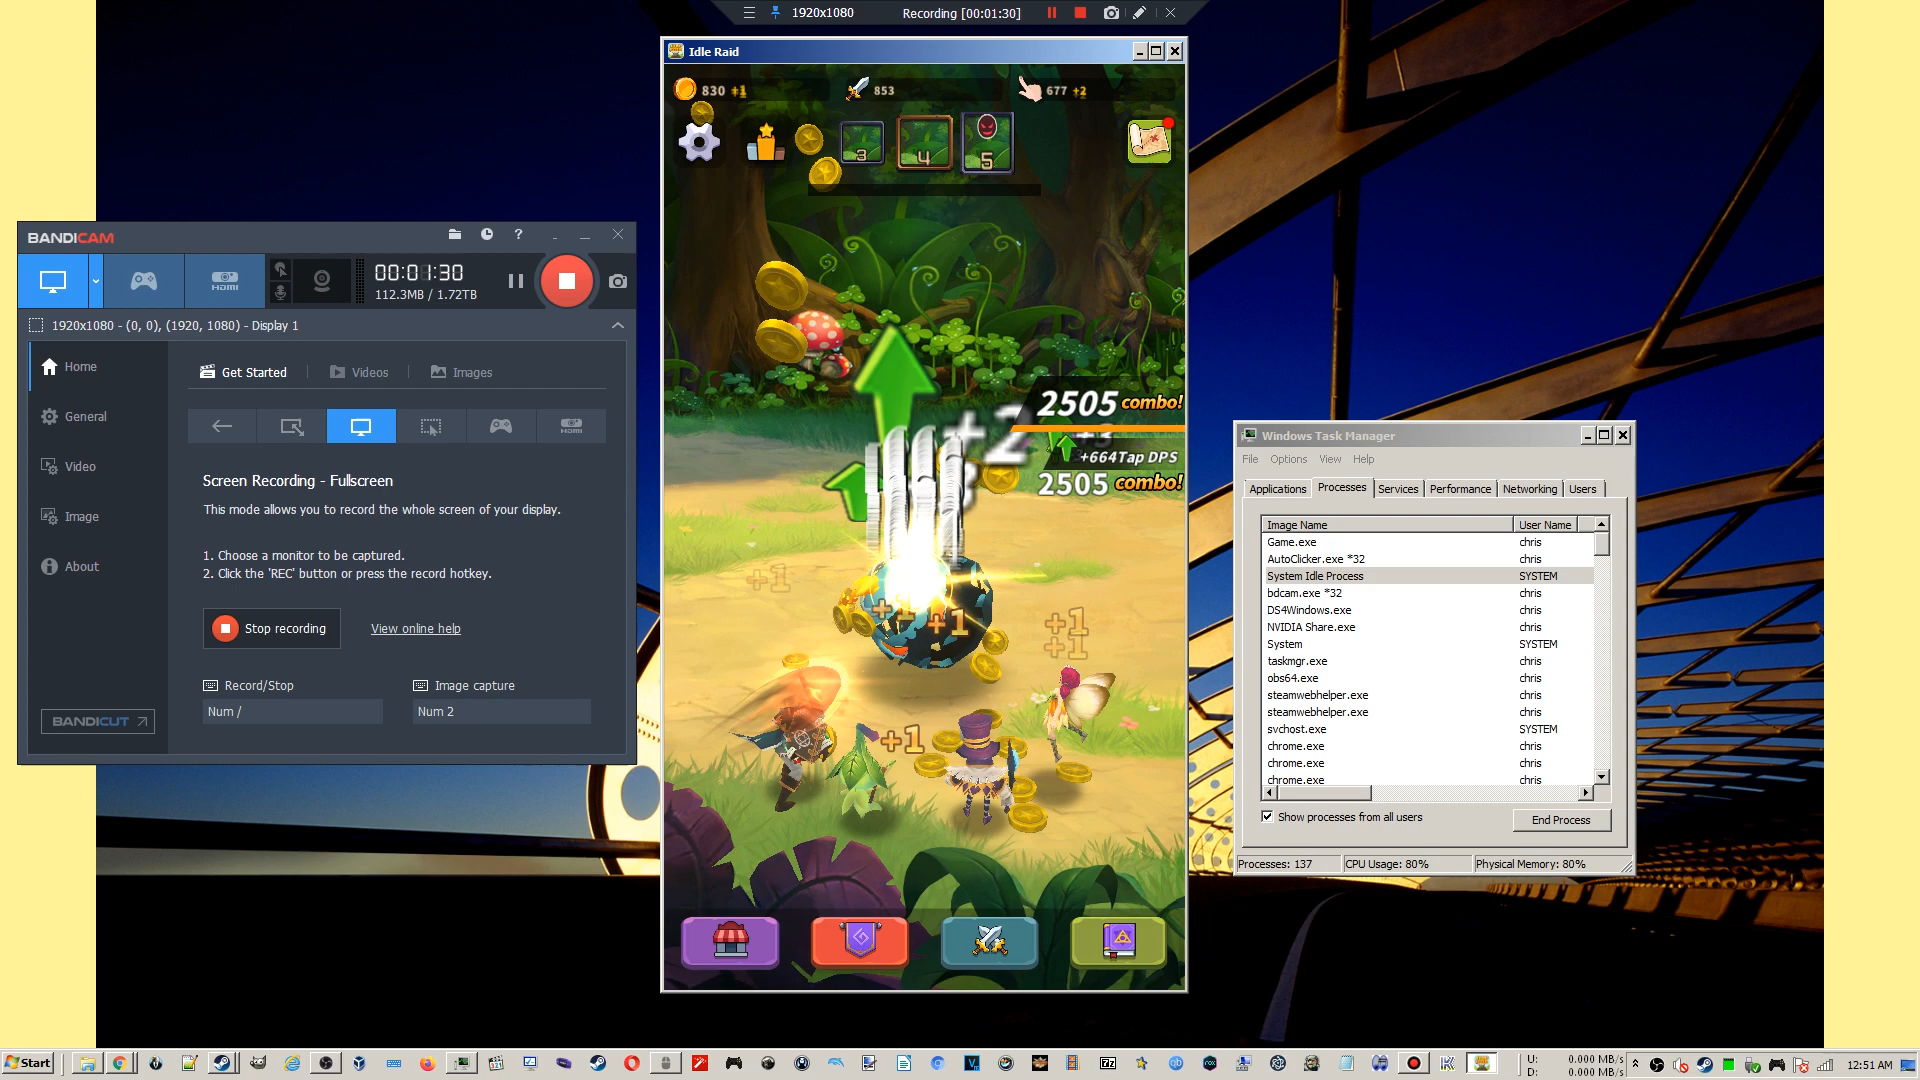 1920x1080
Recording [00:01:30]
Idle Raid
830 +1
853
677 +2
3
4
5
2505 combo!
+2
+3
+664Tap DPS
2505 combo!
+1
+1
+1
+1
+1
+1
BANDICAM
?
HDMI
00:01:30
112.3MB / 1.72TB
1920x1080 - (0, 0), (1920, 1080) - Display 1
Home
General
Video
Image
About
BANDICUT
Get Started
Videos
Images
HDMI
Screen Recording - Fullscreen
This mode allows you to record the whole screen of your display.
1. Choose a monitor to be captured.
2. Click the 'REC' button or press the record hotkey.
Stop recording
View online help
Record/Stop
Image capture
Num /
Num 2
Windows Task Manager
File Options View Help
Applications Processes Services Performance Networking Users
Image Name User Name
Game.exe chris
AutoClicker.exe *32 chris
System Idle Process SYSTEM
bdcam.exe *32 chris
DS4Windows.exe chris
NVIDIA Share.exe chris
System SYSTEM
taskmgr.exe chris
obs64.exe chris
steamwebhelper.exe chris
steamwebhelper.exe chris
svchost.exe SYSTEM
chrome.exe chris
chrome.exe chris
chrome.exe chris
Show processes from all users
End Process
Processes: 137 CPU Usage: 80% Physical Memory: 80%
Start
U: 0.000 MB/s
D: 0.000 MB/s
12:51 AM